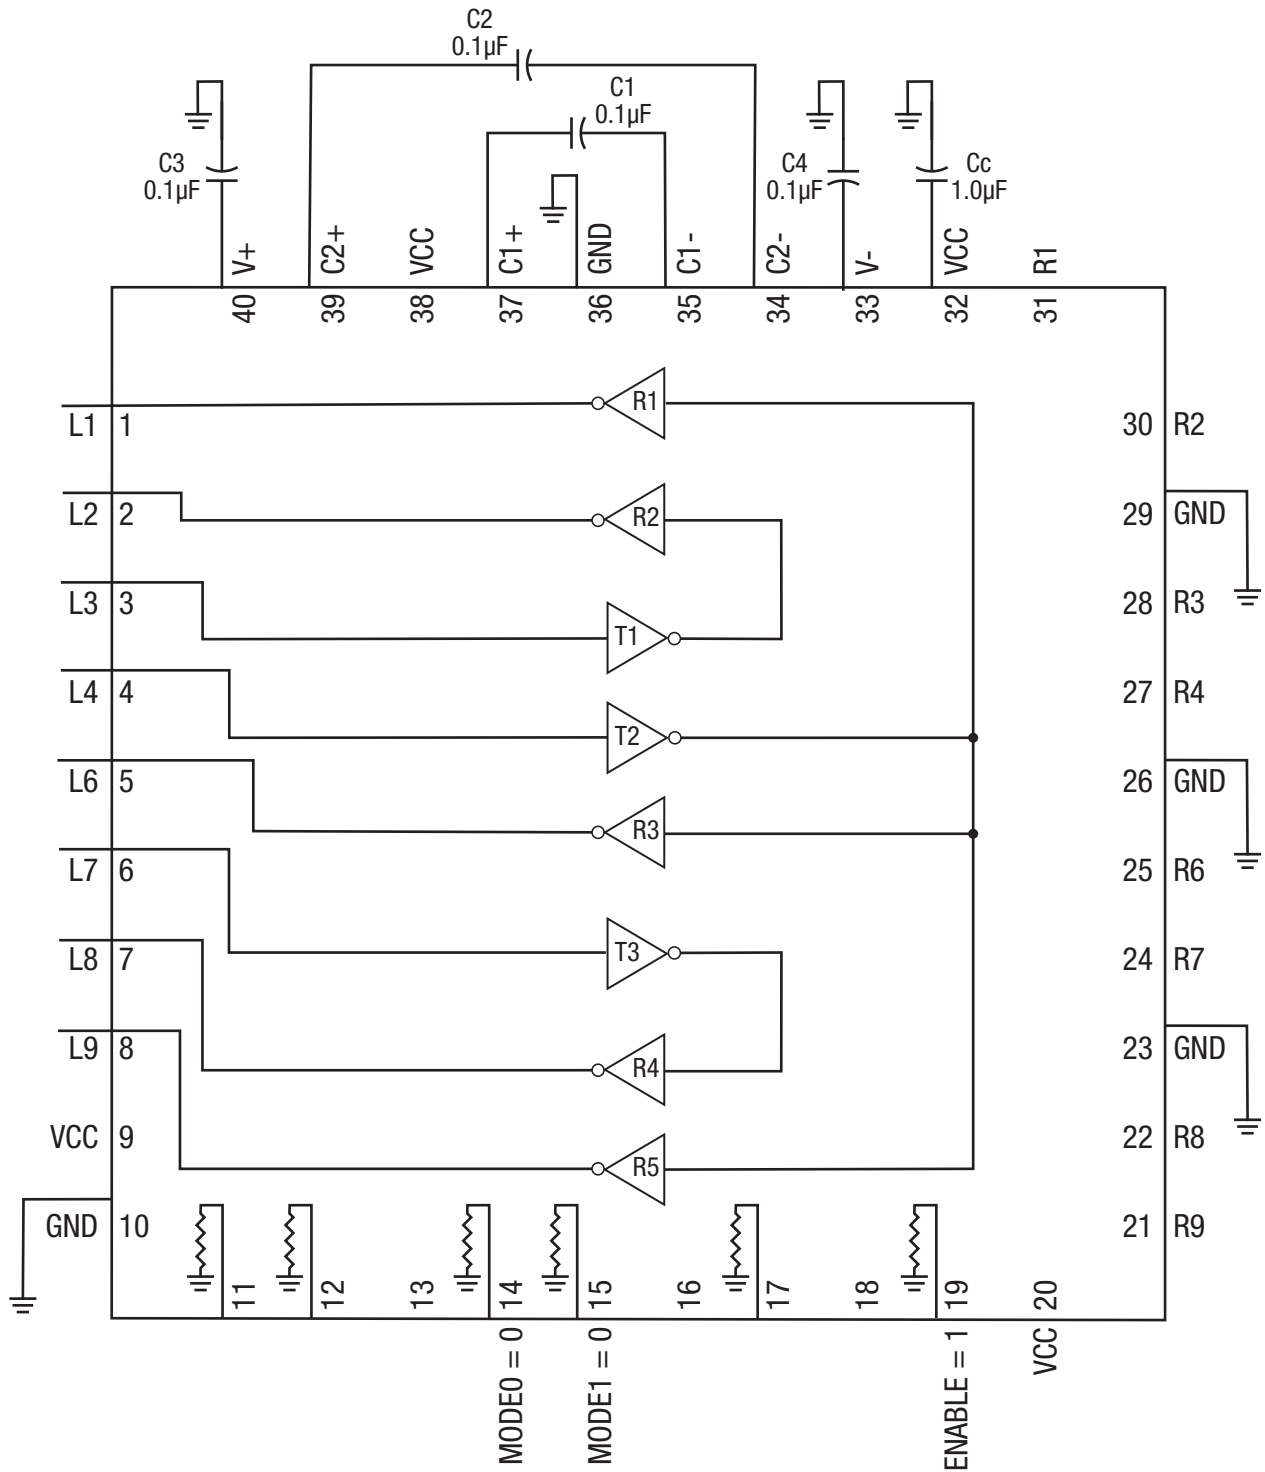 C2
0.1µF
C1
0.1µF
C3
0.1µF
C4
0.1µF
Cc
1.0µF
V+
C2+
VCC
C1+
GND
C1-
C2-
V-
VCC
R1
40
39
38
37
36
35
34
33
32
31
L1 1
R1
30 R2
L2 2
R2
29 GND
L3 3
T1
28 R3
L4 4
T2
27 R4
L6 5
R3
26 GND
L7 6
T3
25 R6
L8 7
R4
24 R7
L9 8
R5
23 GND
VCC 9
22 R8
GND 10
21 R9
11
12
13
14
15
16
17
18
19
20
MODE0 = 0
MODE1 = 0
ENABLE = 1
VCC